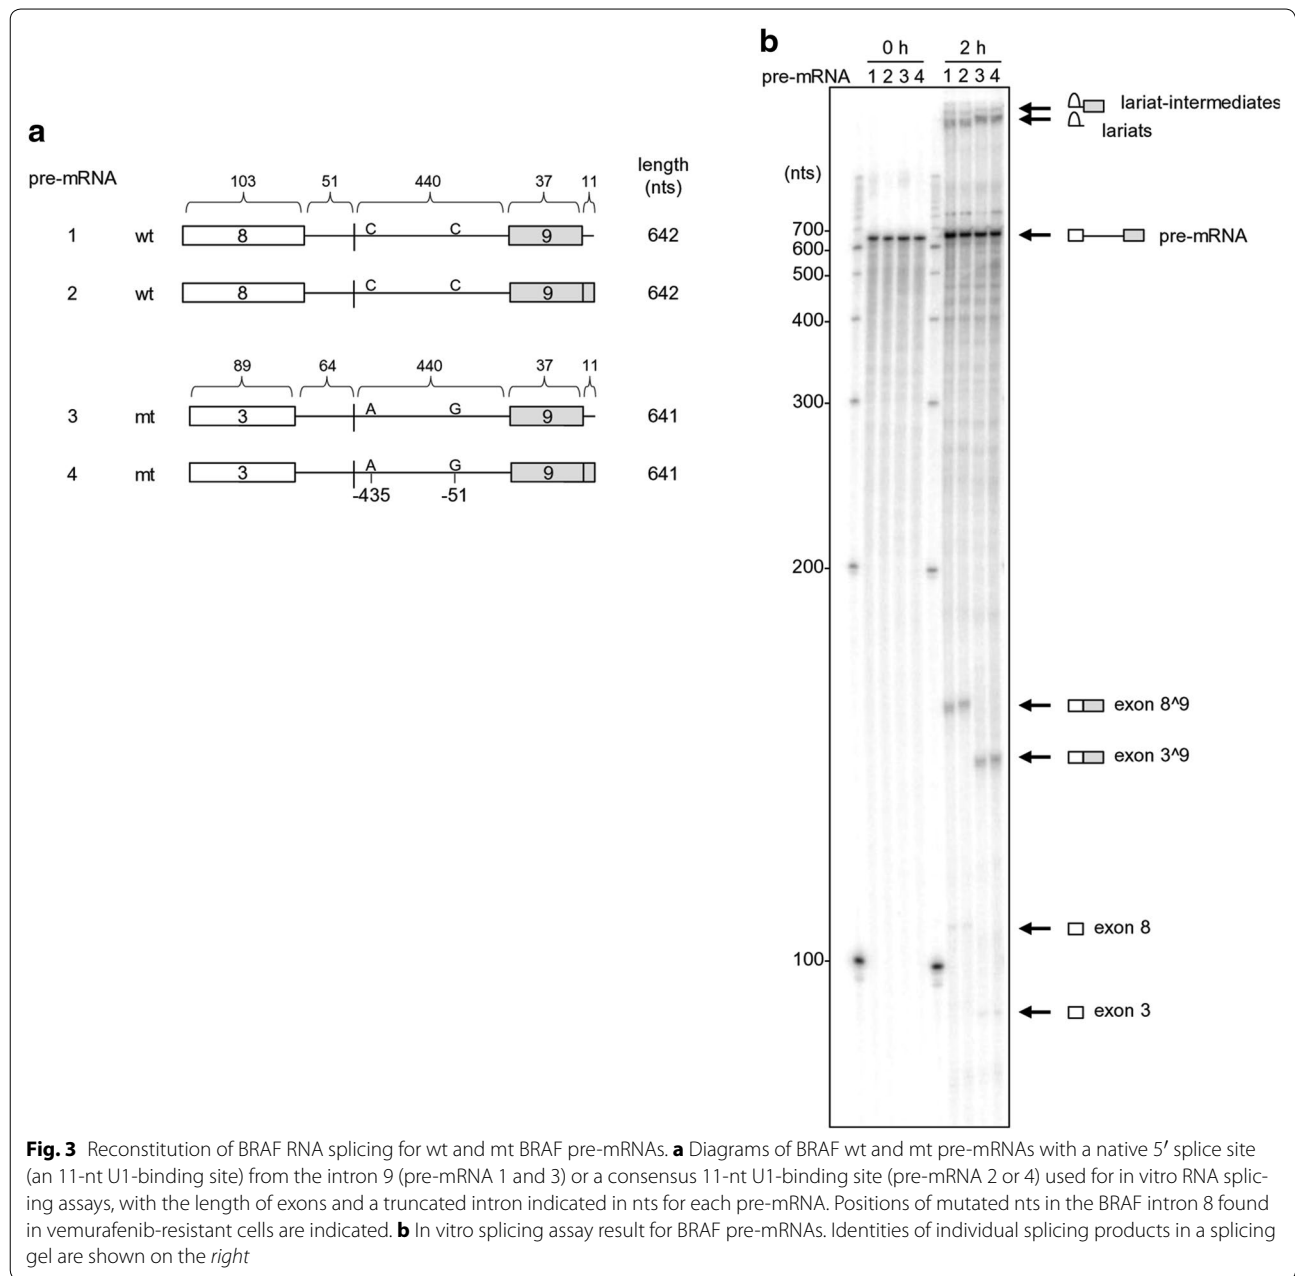 a
pre-mRNA
length
(nts)
103 51 440 37 11
1 wt 8 C C 9 642
2 wt 8 C C 9 642
89 64 440 37 11
3 mt 3 A G 9 641
4 mt 3 A G 9 641
-435 -51
b
0 h 2 h
pre-mRNA 1 2 3 4 1 2 3 4
lariat-intermediates
lariats
(nts)
700
pre-mRNA
600
500
400
300
200
exon 8^9
exon 3^9
exon 8
100
exon 3
Fig. 3 Reconstitution of BRAF RNA splicing for wt and mt BRAF pre-mRNAs. a Diagrams of BRAF wt and mt pre-mRNAs with a native 5′ splice site
(an 11-nt U1-binding site) from the intron 9 (pre-mRNA 1 and 3) or a consensus 11-nt U1-binding site (pre-mRNA 2 or 4) used for in vitro RNA splic-
ing assays, with the length of exons and a truncated intron indicated in nts for each pre-mRNA. Positions of mutated nts in the BRAF intron 8 found
in vemurafenib-resistant cells are indicated. b In vitro splicing assay result for BRAF pre-mRNAs. Identities of individual splicing products in a splicing
gel are shown on the right